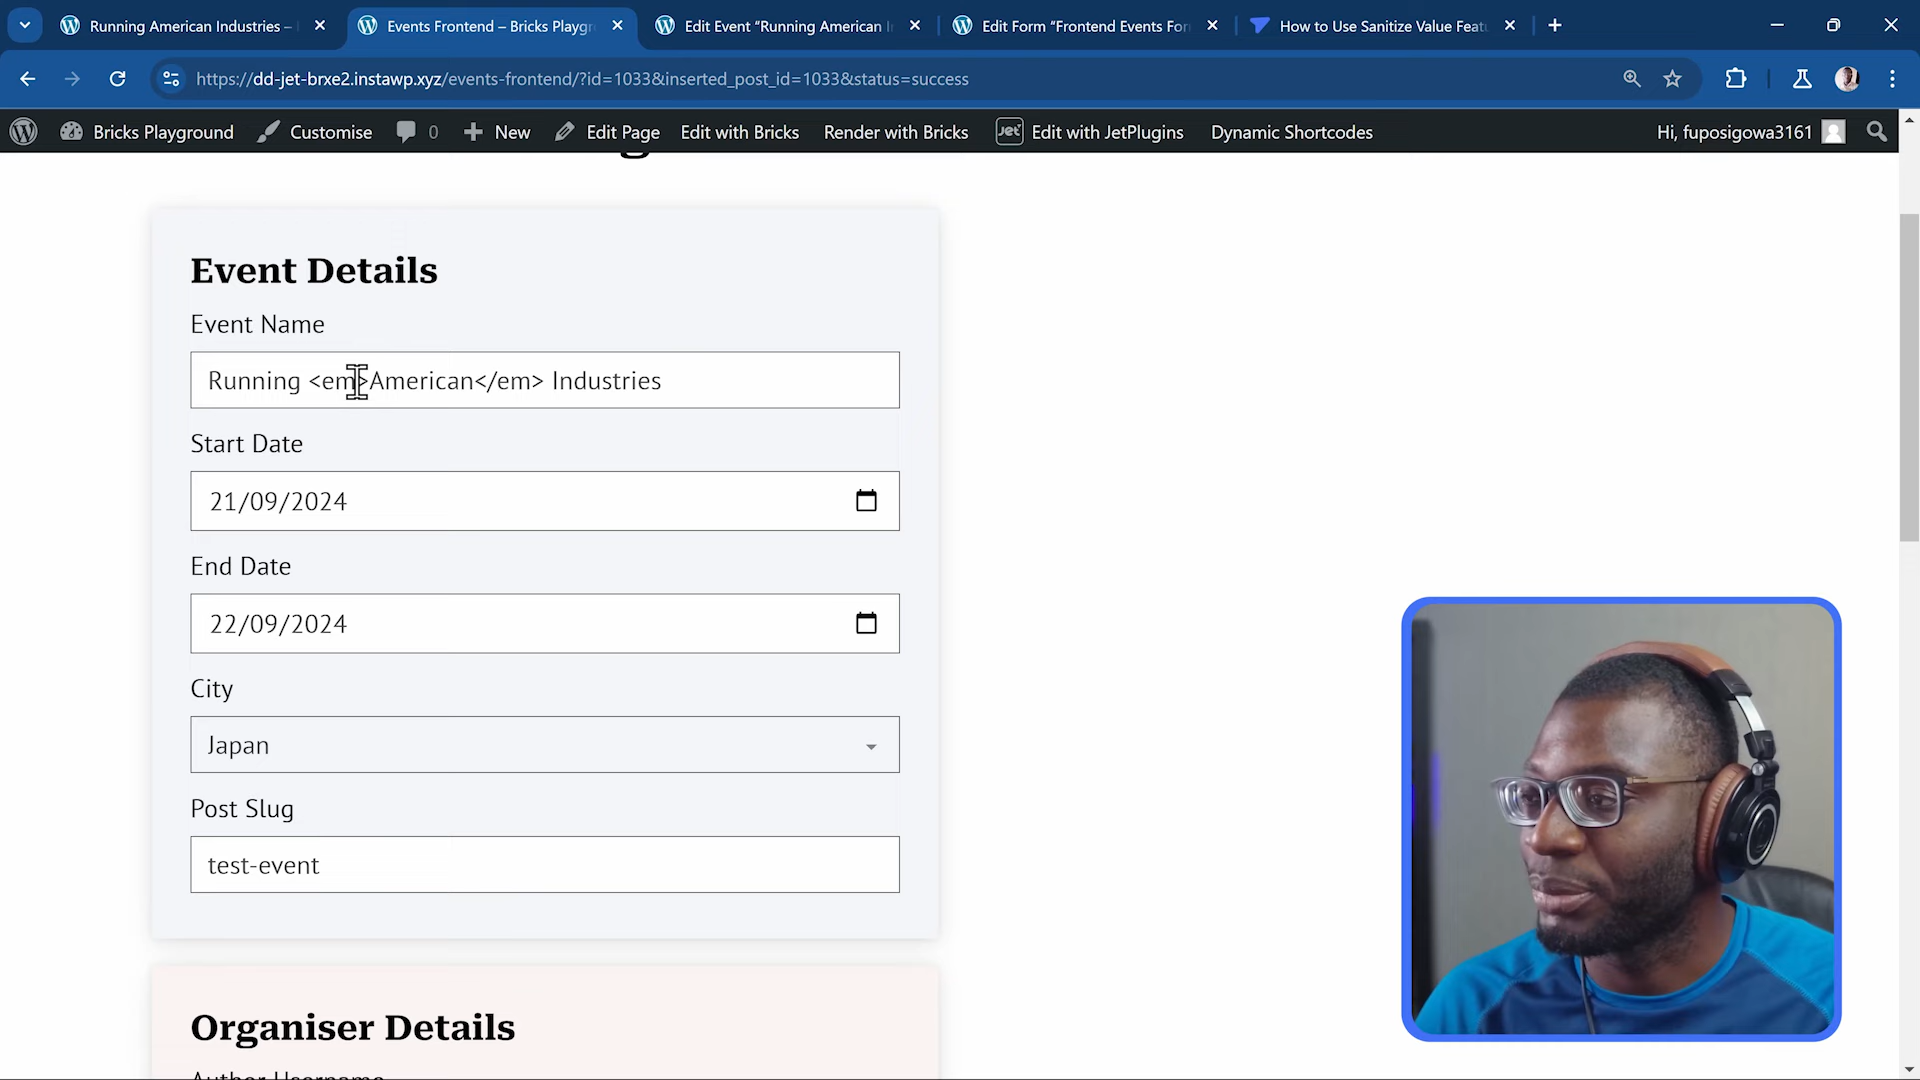 Running American Industries –
Events Frontend – Bricks Playgr
Edit Event "Running American I
Edit Form "Frontend Events For
How to Use Sanitize Value Feat
https://dd-jet-brxe2.instawp.xyz/events-frontend/?id=1033&inserted_post_id=1033&status=success
Bricks Playground
Customise
0
New
Edit Page
Edit with Bricks
Render with Bricks
Jet
Edit with JetPlugins
Dynamic Shortcodes
Hi, fuposigowa3161
Event Details
Event Name
Running <em>American</em> Industries
Start Date
21/09/2024
End Date
22/09/2024
City
Japan
Post Slug
test-event
Organiser Details
Author Username